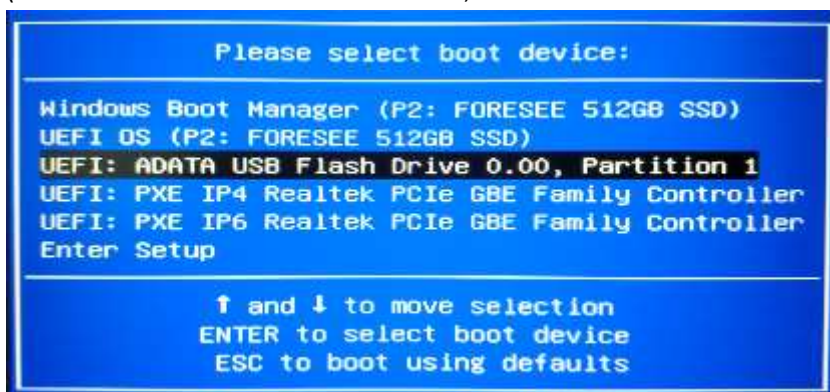 Please select boot device:
Windows Boot Manager (P2: FORESEE 512GB SSD)
UEFI OS (P2: FORESEE 512GB SSD)
UEFI: ADATA USB Flash Drive 0.00, Partition 1
UEFI: PXE IP4 Realtek PCIe GBE Family Controller
UEFI: PXE IP6 Realtek PCIe GBE Family Controller
Enter Setup
↑ and ↓ to move selection
ENTER to select boot device
ESC to boot using defaults